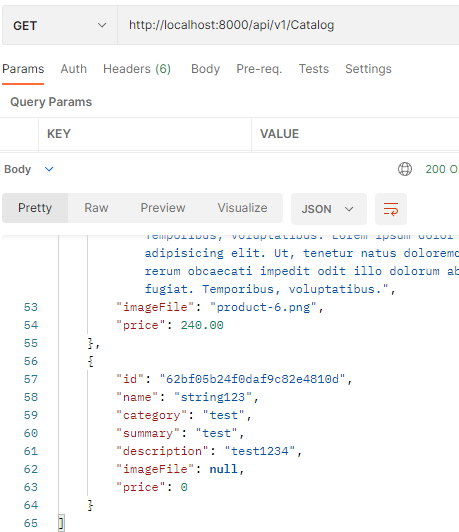 GET http://localhost:8000/api/v1/Catalog
Params Auth Headers (6) Body Pre-req. Tests Settings
Query Params
KEY VALUE
Body 200 O
Pretty Raw Preview Visualize JSON
Temporibus, voluptatibus. Lorem ipsum dolor
adipisicing elit. Ut, tenetur natus doloremo
rerum obcaecati impedit odit illo dolorum ab
fugiat. Temporibus, voluptatibus.",
53 "imageFile": "product-6.png",
54 "price": 240.00
55 },
56 {
57 "id": "62bf05b24f0daf9c82e4810d",
58 "name": "string123",
59 "category": "test",
60 "summary": "test",
61 "description": "test1234",
62 "imageFile": null,
63 "price": 0
64 }
65 ]